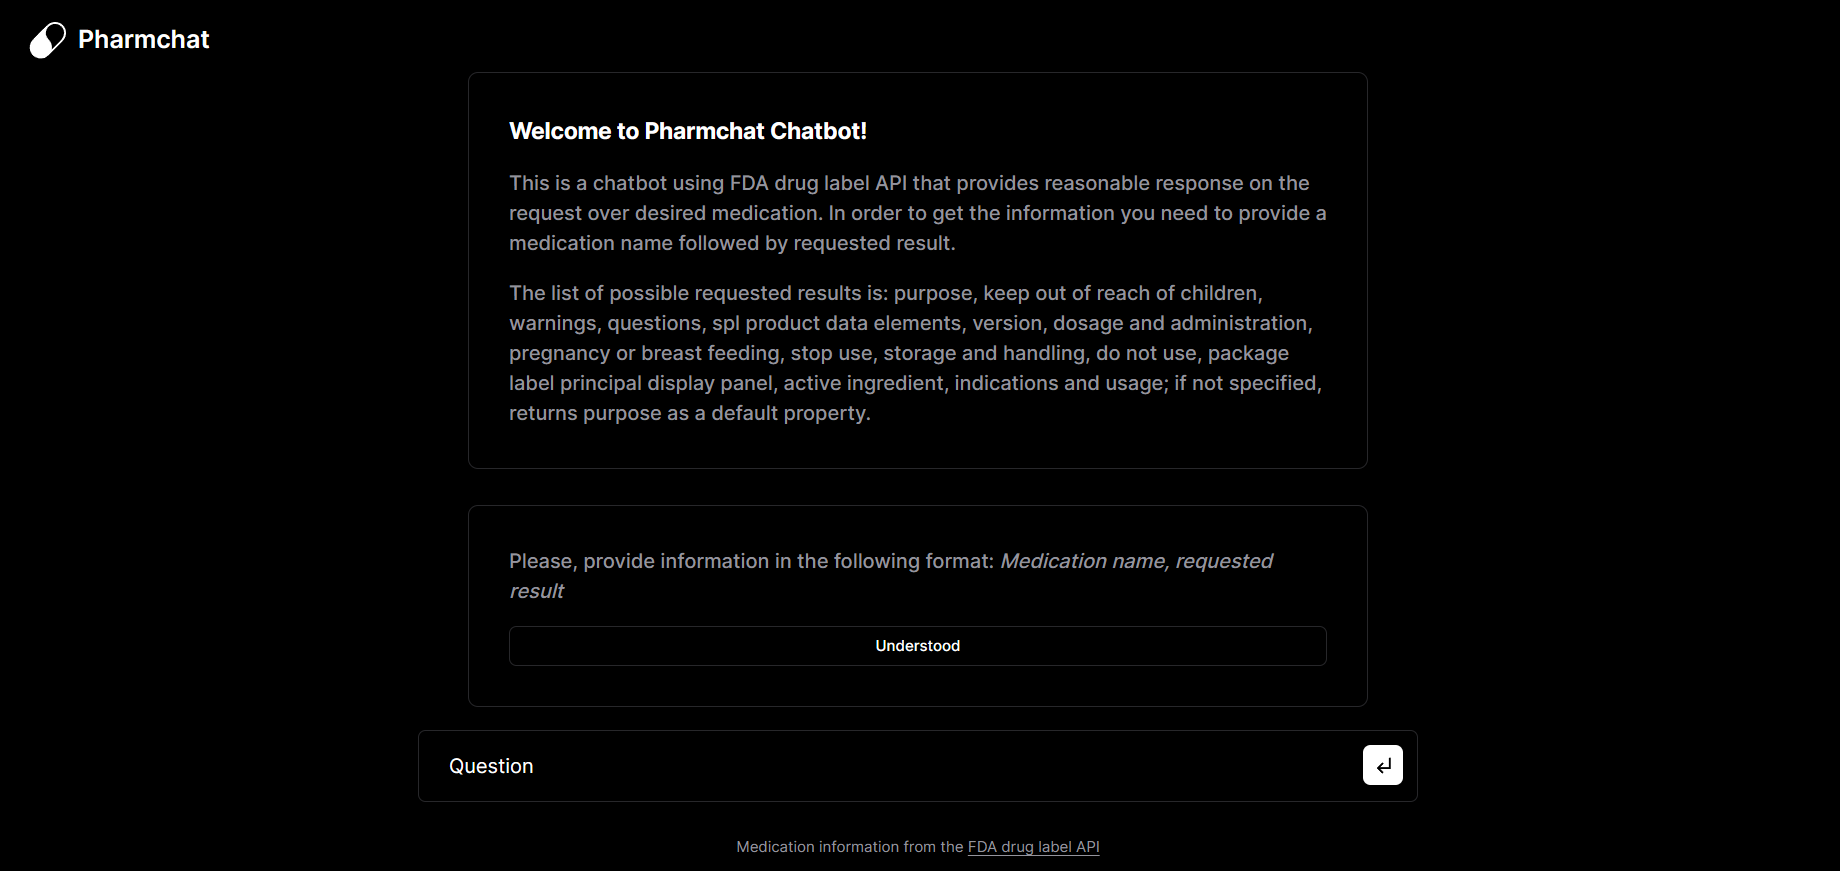 Pharmchat
Welcome to Pharmchat Chatbot!
This is a chatbot using FDA drug label API that provides reasonable response on the
request over desired medication. In order to get the information you need to provide a
medication name followed by requested result.
The list of possible requested results is: purpose, keep out of reach of children,
warnings, questions, spl product data elements, version, dosage and administration,
pregnancy or breast feeding, stop use, storage and handling, do not use, package
label principal display panel, active ingredient, indications and usage; if not specified,
returns purpose as a default property.
Please, provide information in the following format: Medication name, requested
result
Understood
Question
Medication information from the FDA drug label API